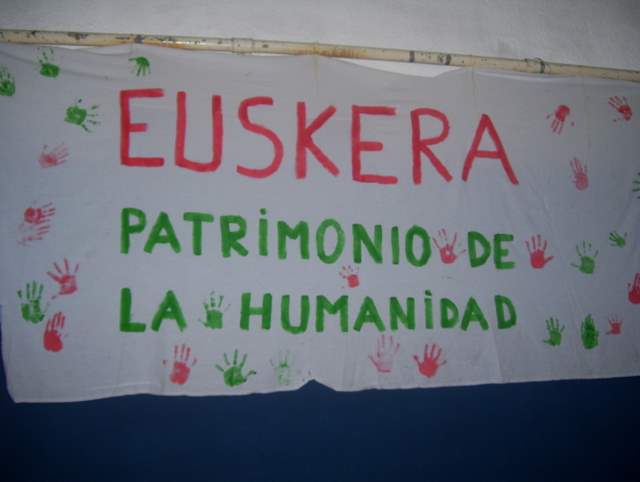 EUSKERA
PATRIMONIO DE
LA HUMANIDAD